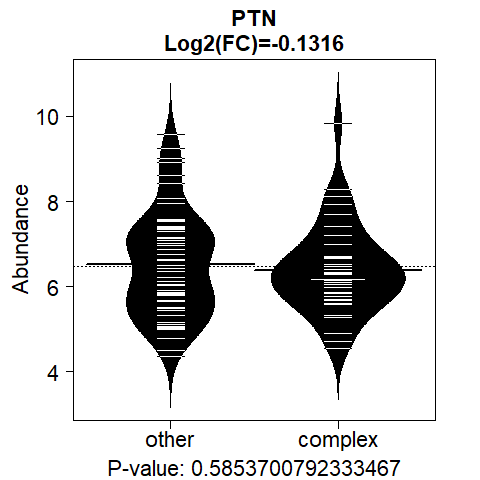 PTN
Log2(FC)=-0.1316
Abundance
10
8
6
4
other complex
P-value: 0.5853700792333467